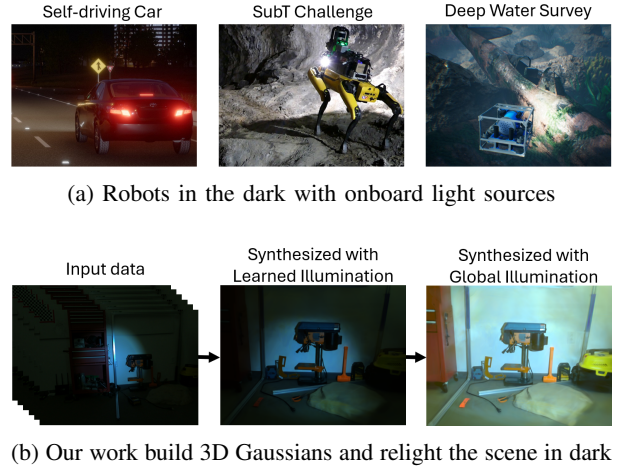 Self-driving Car
SubT Challenge
Deep Water Survey
(a) Robots in the dark with onboard light sources
Input data
Synthesized with
Learned Illumination
Synthesized with
Global Illumination
(b) Our work build 3D Gaussians and relight the scene in dark